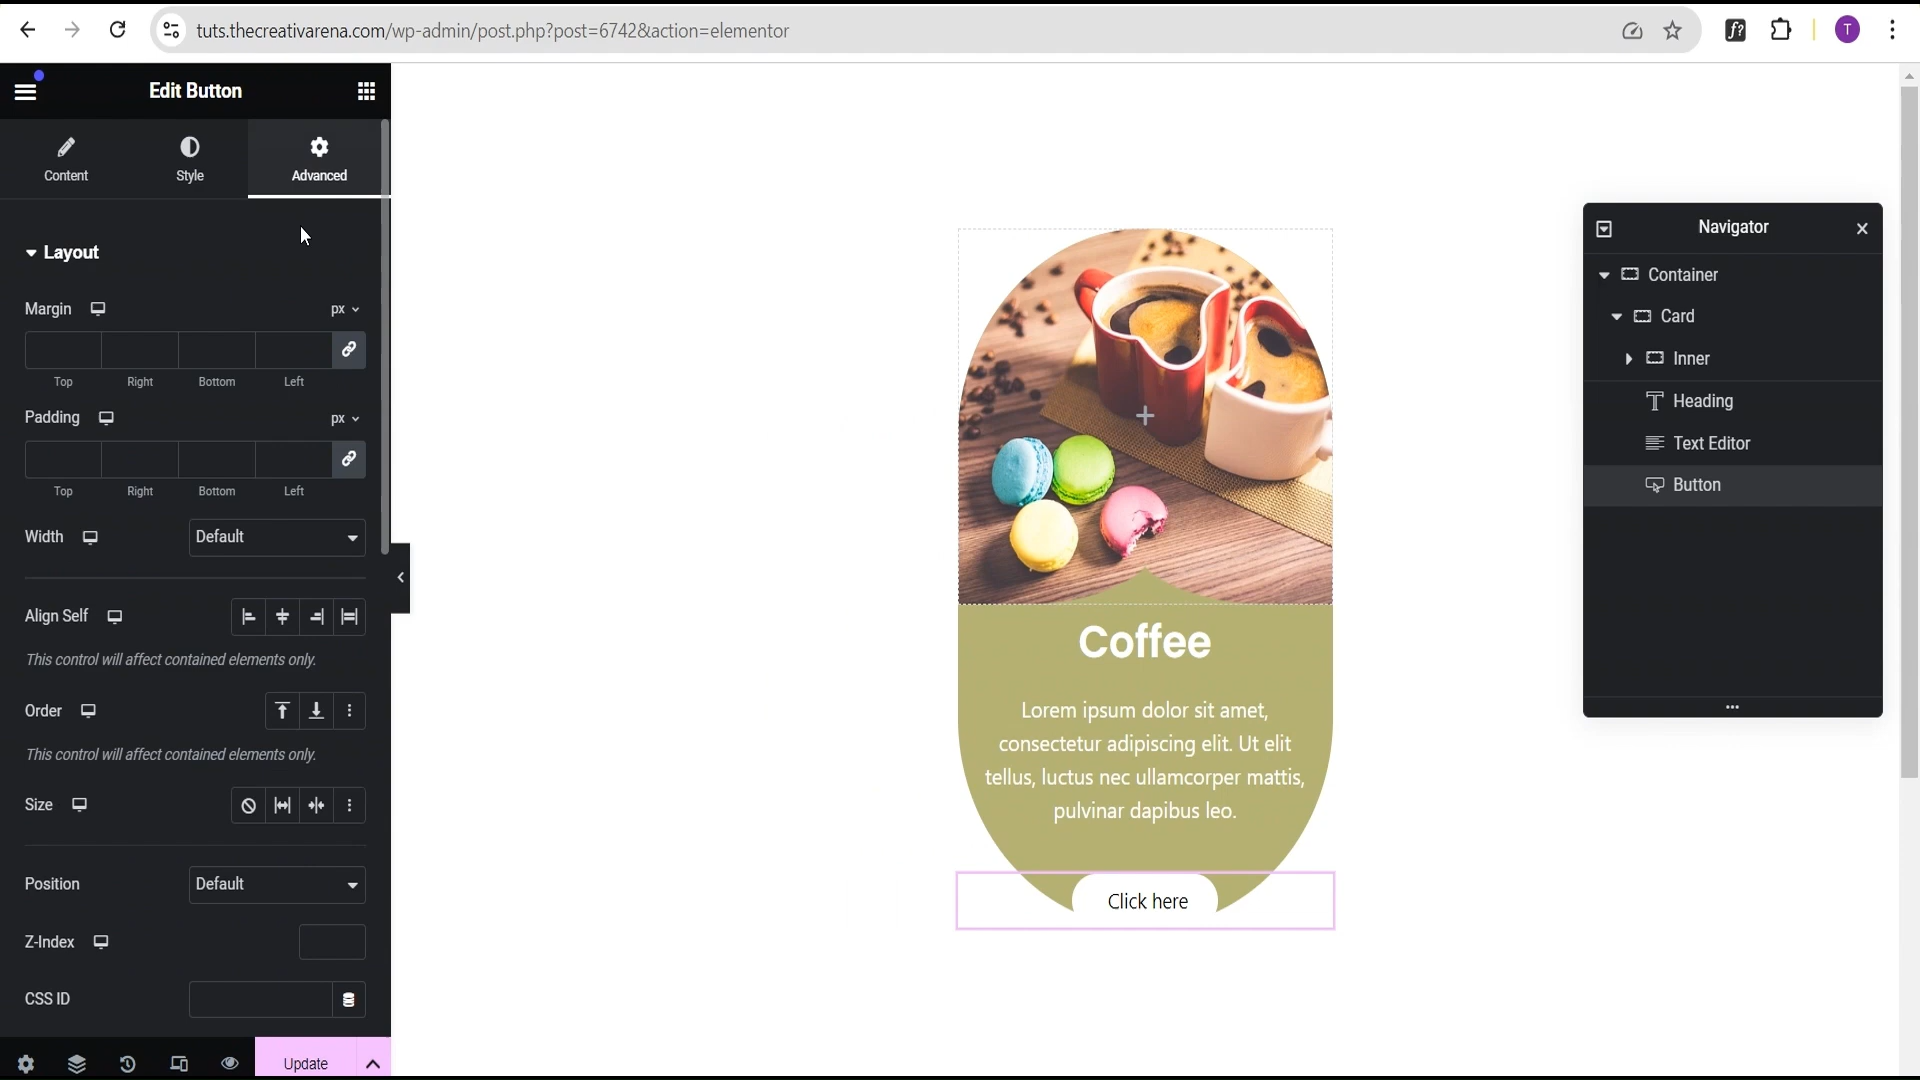 tuts.thecreativarena.com/wp-admin/post.php?post=6742&action=elementor
f?
T
Edit Button
Content
Style
Advanced
Layout
Margin
px
Top
Right
Bottom
Left
Padding
px
Top
Right
Bottom
Left
Width
Default
Align Self
This control will affect contained elements only.
Order
This control will affect contained elements only.
Size
Position
Default
Z-Index
CSS ID
Update
Coffee
Lorem ipsum dolor sit amet,
consectetur adipiscing elit. Ut elit
tellus, luctus nec ullamcorper mattis,
pulvinar dapibus leo.
Click here
Navigator
Container
Card
Inner
Heading
Text Editor
Button